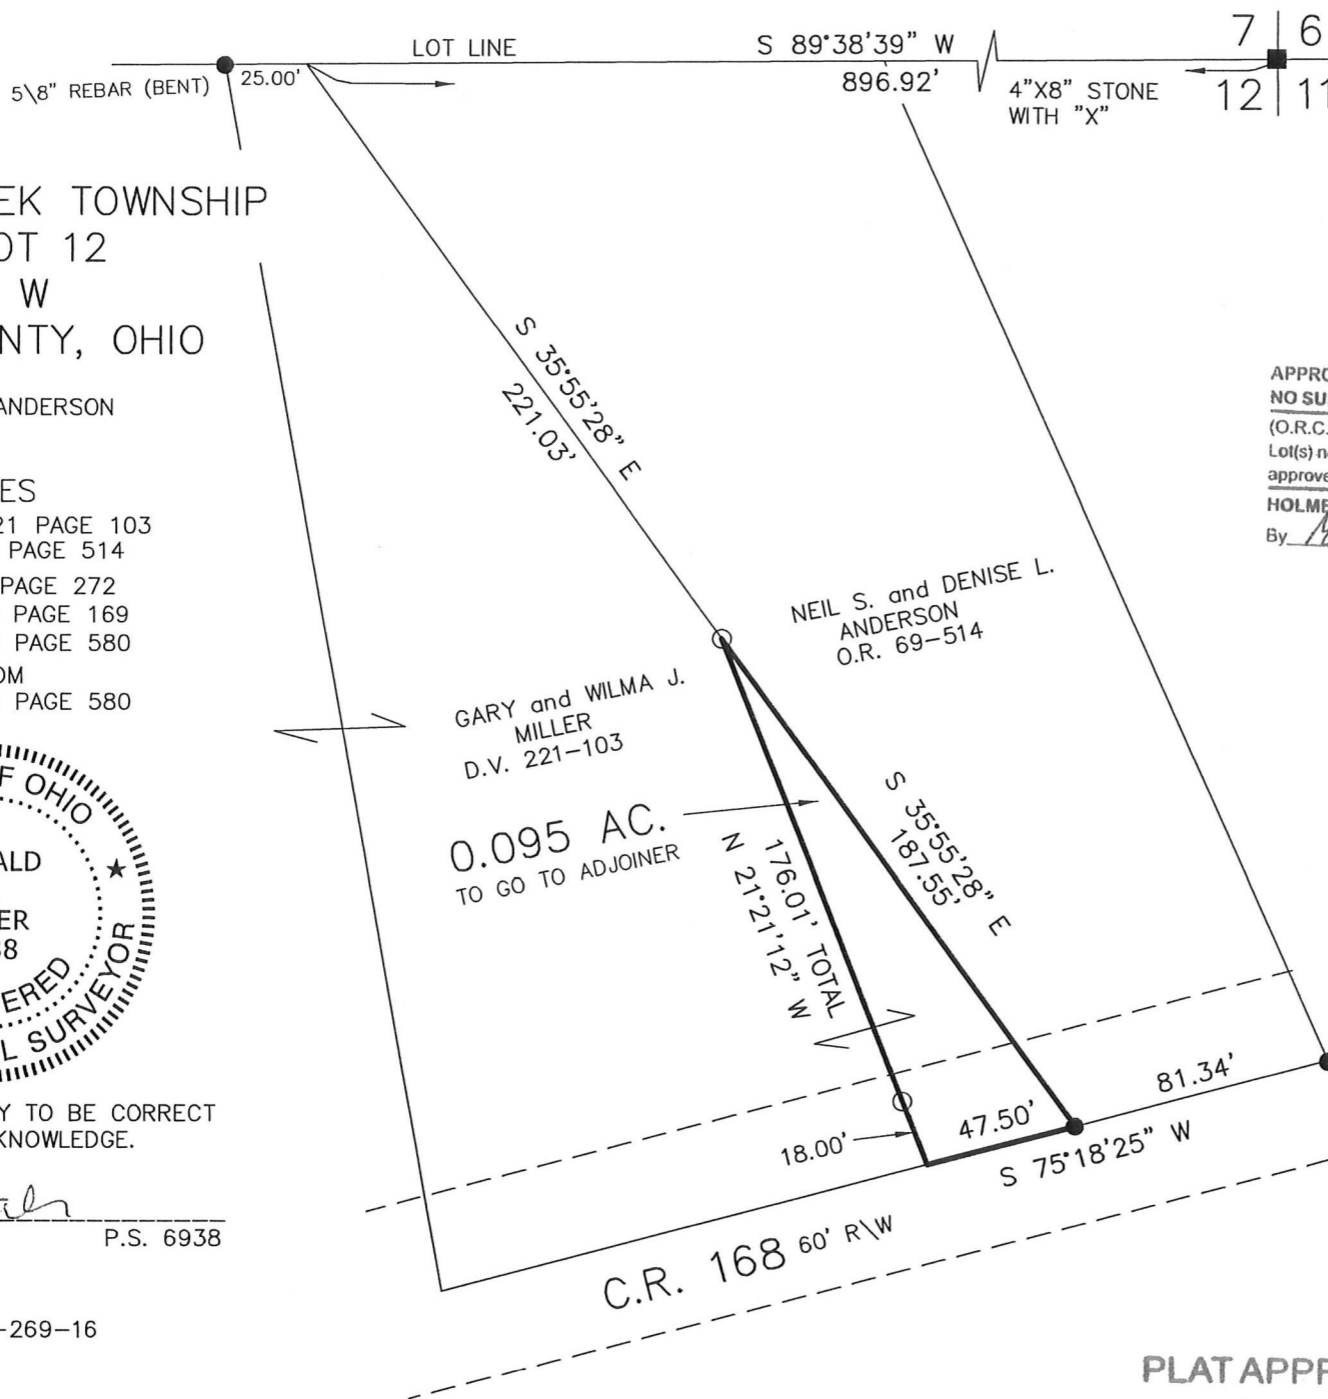 LOT LINE
S 89°38'39" W
896.92'
7 6
12 11
5\8" REBAR (BENT)
25.00'
4"X8" STONE
WITH "X"
EK TOWNSHIP
OT 12
W
NTY, OHIO
ANDERSON
ES
21 PAGE 103
PAGE 514
PAGE 272
PAGE 169
PAGE 580
OM
PAGE 580
S 35°55'28" E
221.03'
APPRO
NO SU
(O.R.C.
Lot(s) n
approve
HOLME
By
NEIL S. and DENISE L.
ANDERSON
O.R. 69-514
GARY and WILMA J.
MILLER
D.V. 221-103
0.095 AC.
TO GO TO ADJOINER
S 35°55'28" E
187.55'
176.01' TOTAL
N 21°21'12" W
F OHIO
ALD
ER
38
ERED
L SURVEYOR
Y TO BE CORRECT
KNOWLEDGE.
P.S. 6938
18.00'
47.50'
81.34'
S 75°18'25" W
C.R. 168 60' R\W
-269-16
PLAT APPR